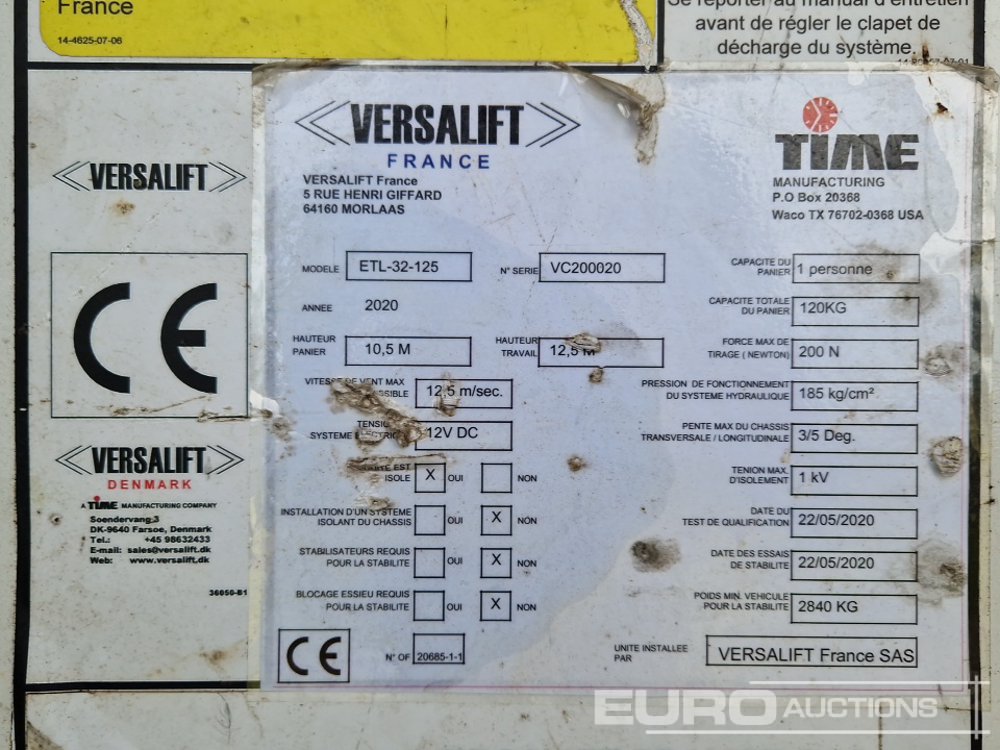 France
14-4625-07-06
Se reporter au manuel d'entretien
avant de régler le clapet de
décharge du système.
VERSALIFT
CE
VERSALIFT
DENMARK
A TIME MANUFACTURING COMPANY
Soendervang 3
DK-9640 Farsoe, Denmark
Tel.: +45 98632433
E-mail: sales@versalift.dk
Web: www.versalift.dk
36050-B1
VERSALIFT
FRANCE
VERSALIFT France
5 RUE HENRI GIFFARD
64160 MORLAAS
TIME
MANUFACTURING
P.O Box 20368
Waco TX 76702-0368 USA
MODELE ETL-32-125 N° SERIE VC200020
ANNEE 2020
HAUTEUR
PANIER 10,5 M
HAUTEUR
TRAVAIL 12,5 M
VITESSE DE VENT MAX
12,5 m/sec.
TENSION
SYSTEME ELECTRIQUE 12V DC
EST
ISOLE X OUI NON
INSTALLATION D'UN SYSTEME
ISOLANT DU CHASSIS OUI X NON
STABILISATEURS REQUIS
POUR LA STABILITE OUI X NON
BLOCAGE ESSIEU REQUIS
POUR LA STABILITE OUI X NON
CE
N° OF 20685-1-1
CAPACITE DU
PANIER 1 personne
CAPACITE TOTALE
DU PANIER 120KG
FORCE MAX DE
TIRAGE ( NEWTON) 200 N
PRESSION DE FONCTIONNEMENT
DU SYSTEME HYDRAULIQUE 185 kg/cm²
PENTE MAX DU CHASSIS
TRANSVERSALE / LONGITUDINALE 3/5 Deg.
TENION MAX.
D'ISOLEMENT 1 kV
DATE DU
TEST DE QUALIFICATION 22/05/2020
DATE DES ESSAIS
DE STABILITE 22/05/2020
POIDS MIN. VEHICULE
POUR LA STABILITE 2840 KG
UNITE INSTALLEE
PAR VERSALIFT France SAS
EURO AUCTIONS